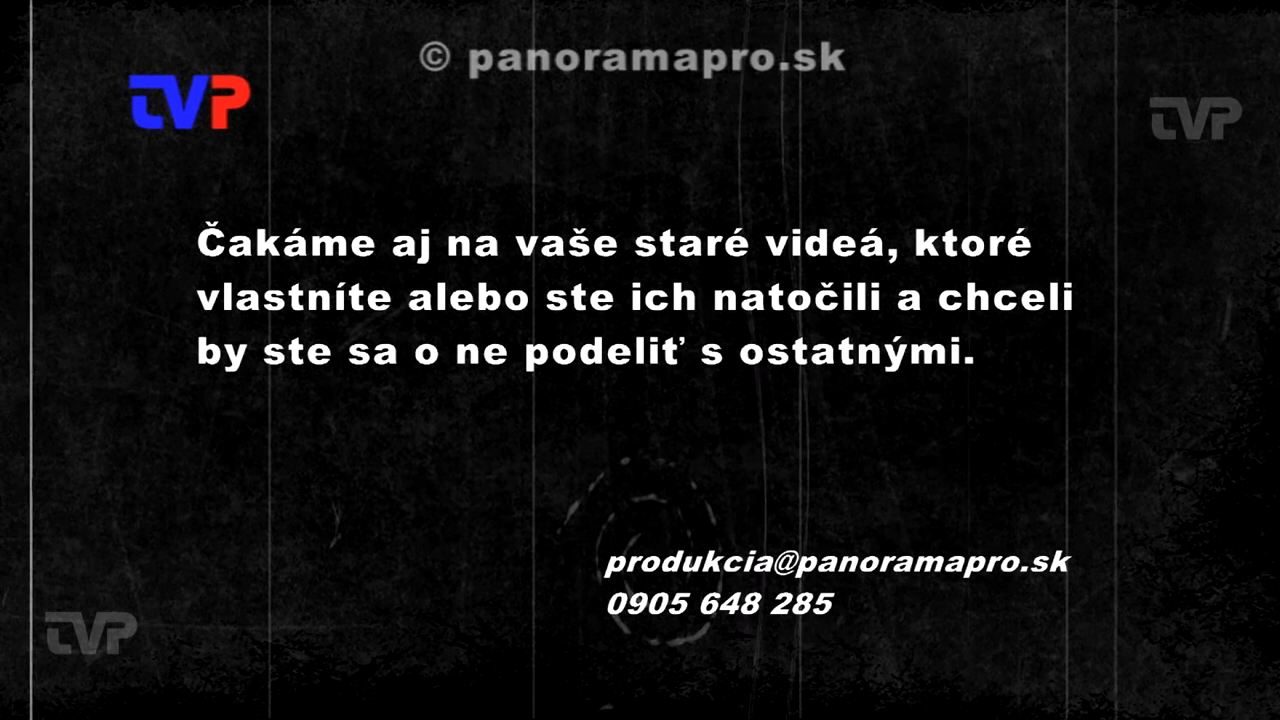 © panoramapro.sk
TVP
TVP
Čakáme aj na vaše staré videá, ktoré
vlastníte alebo ste ich natočili a chceli
by ste sa o ne podeliť s ostatnými.
produkcia@panoramapro.sk
0905 648 285
TVP